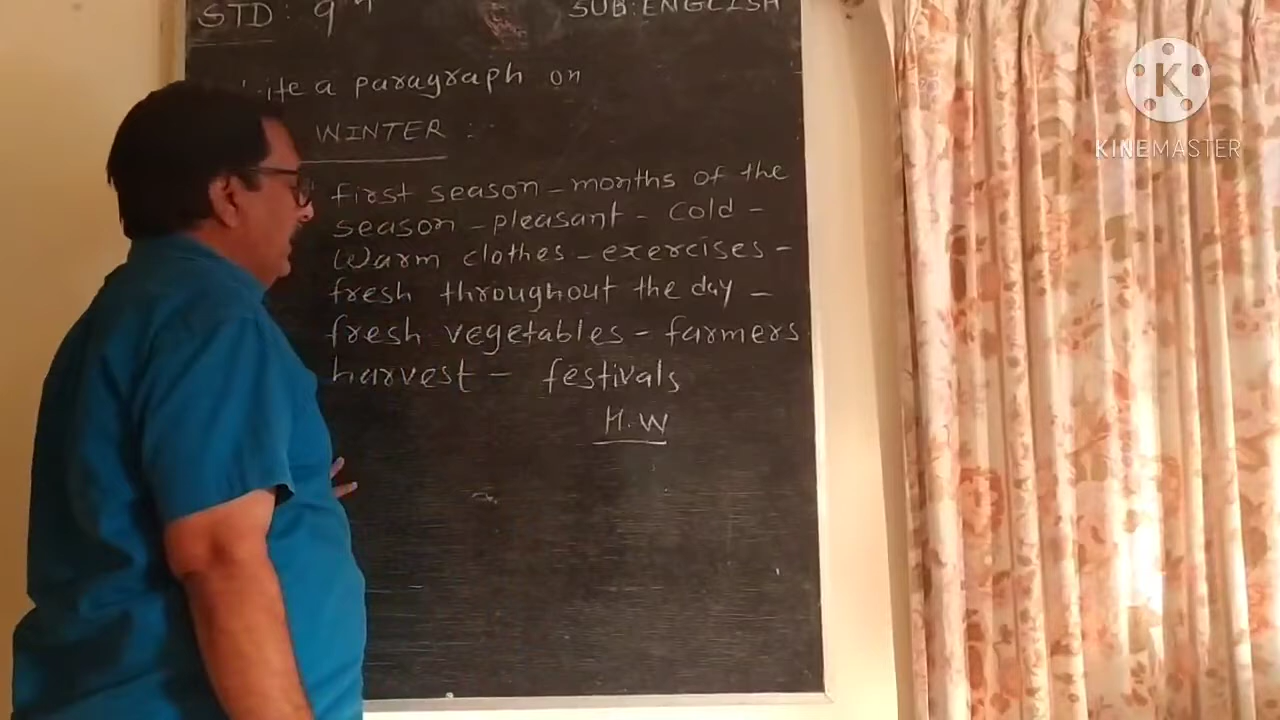 STD : 9th
SUB:ENGLISH
a paragraph on
WINTER :
first season - months of the
season - pleasant - cold -
Warm clothes - exercises -
fresh throughout the day -
fresh vegetables - farmers
harvest - festivals
H.W
K
KINEMASTER